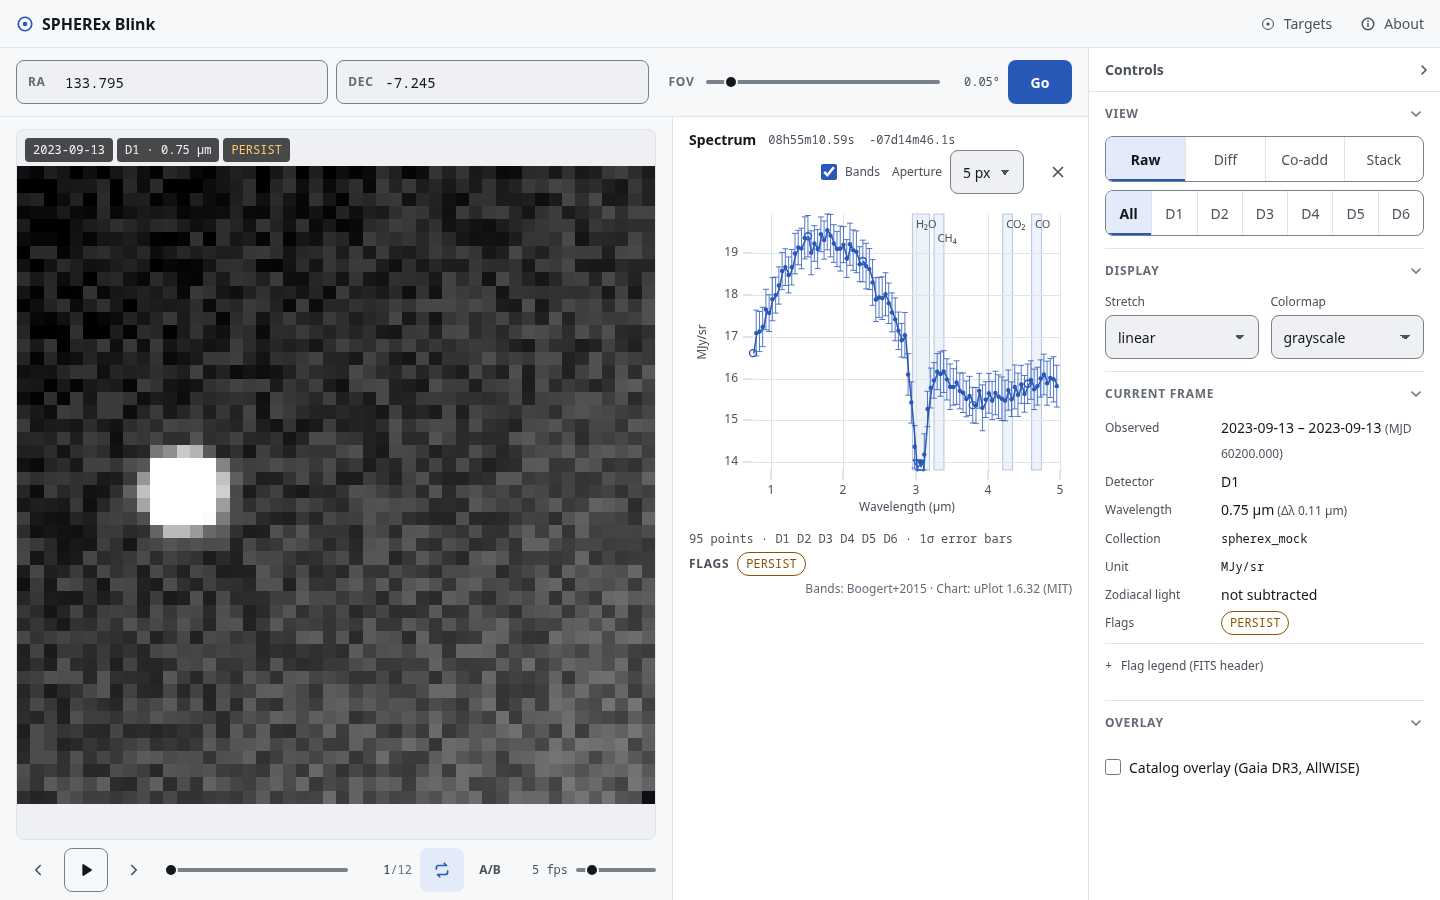 SPHEREx Blink
Targets
About
RA 133.795
DEC -7.245
FOV 0.05°
Go
Controls
2023-09-13
D1 · 0.75 µm
PERSIST
Spectrum 08h55m10.59s -07d14m46.1s
Bands
Aperture
5 px
H₂O
CH₄
CO₂
CO
19
18
17
16
15
14
MJy/sr
1 2 3 4 5
Wavelength (µm)
95 points · D1 D2 D3 D4 D5 D6 · 1σ error bars
FLAGS PERSIST
Bands: Boogert+2015 · Chart: uPlot 1.6.32 (MIT)
1/12
A/B
5 fps
VIEW
Raw Diff Co-add Stack
All D1 D2 D3 D4 D5 D6
DISPLAY
Stretch Colormap
linear grayscale
CURRENT FRAME
Observed 2023-09-13 – 2023-09-13 (MJD
60200.000)
Detector D1
Wavelength 0.75 µm (Δλ 0.11 µm)
Collection spherex_mock
Unit MJy/sr
Zodiacal light not subtracted
Flags PERSIST
+ Flag legend (FITS header)
OVERLAY
Catalog overlay (Gaia DR3, AllWISE)